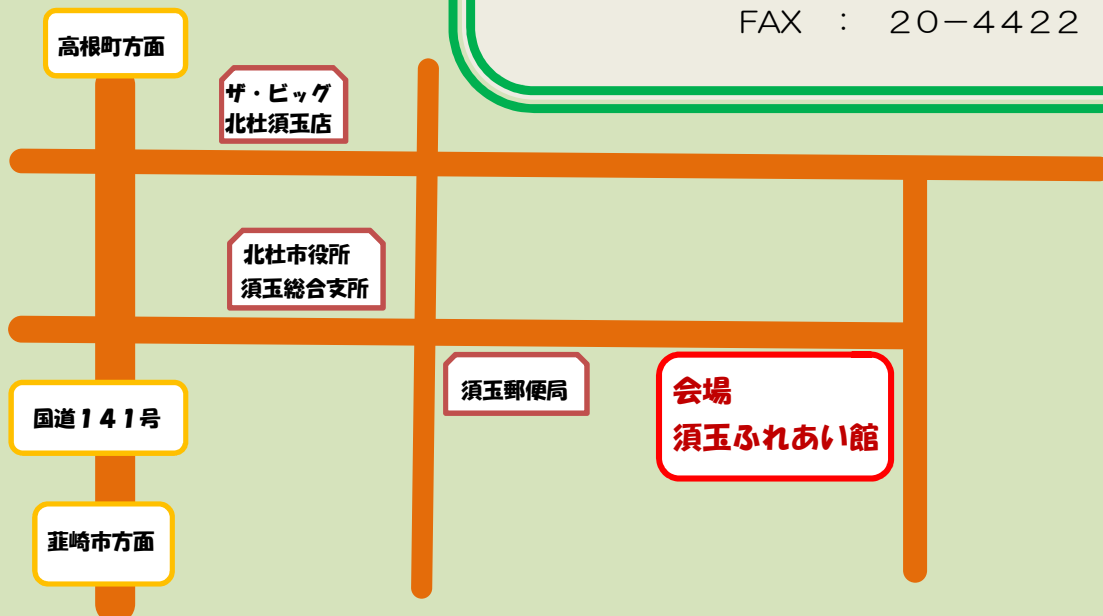 FAX : 20－4422
高根町方面
ザ・ビッグ
北杜須玉店
北杜市役所
須玉総合支所
須玉郵便局
会場
須玉ふれあい館
国道１４１号
韮崎市方面